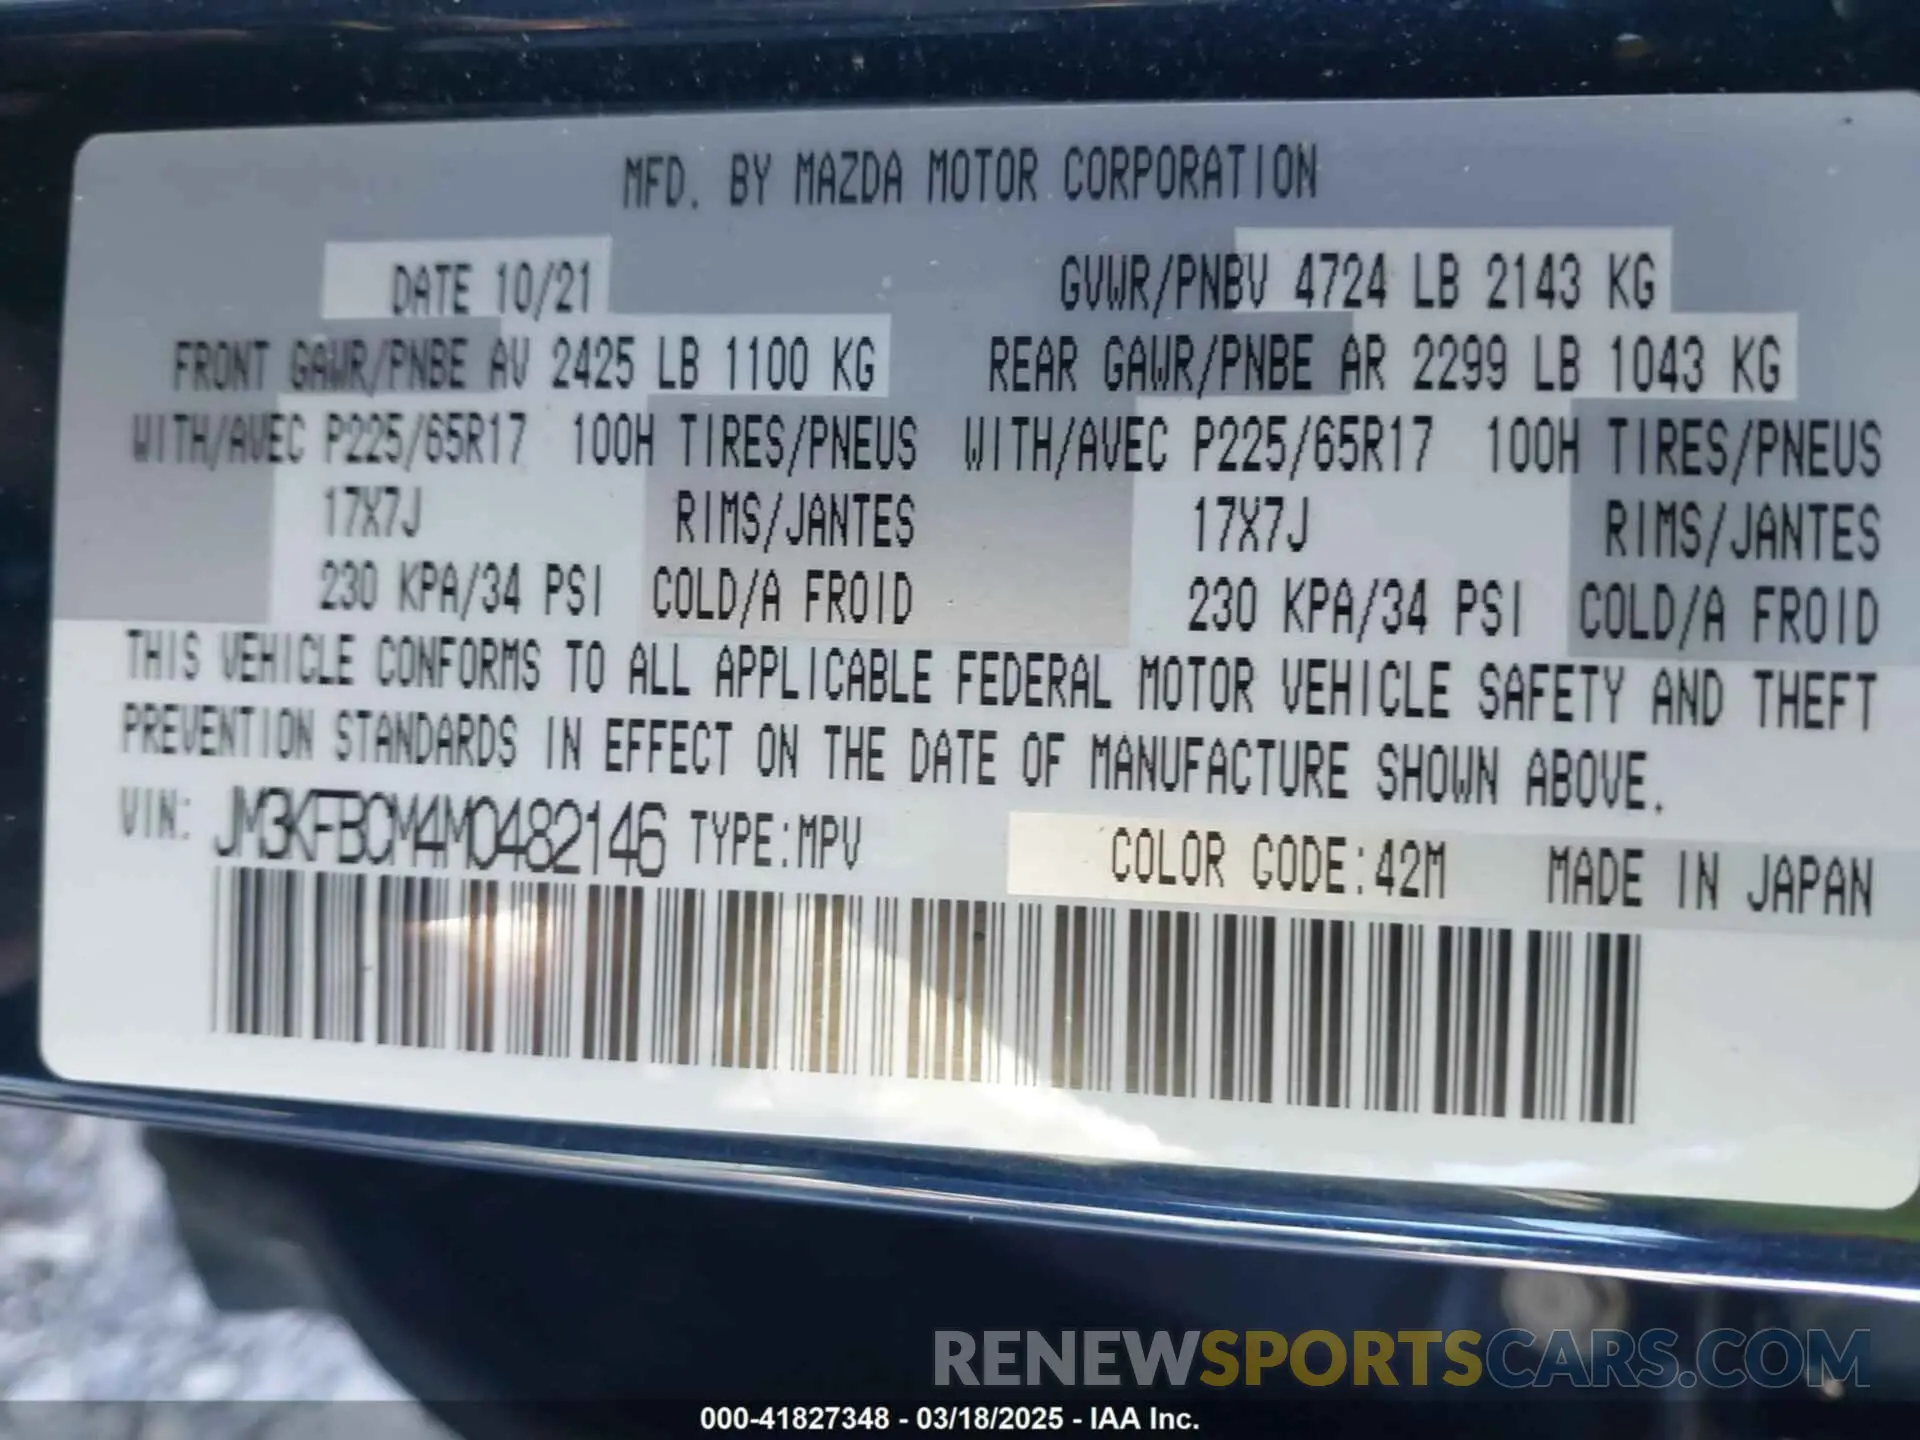 MFD. BY MAZDA MOTOR CORPORATION
DATE 10/21 GVWR/PNBV 4724 LB 2143 KG
FRONT GAWR/PNBE AV 2425 LB 1100 KG REAR GAWR/PNBE AR 2299 LB 1043 KG
WITH/AVEC P225/65R17 100H TIRES/PNEUS WITH/AVEC P225/65R17 100H TIRES/PNEUS
17X7J RIMS/JANTES 17X7J RIMS/JANTES
230 KPA/34 PSI COLD/A FROID 230 KPA/34 PSI COLD/A FROID
THIS VEHICLE CONFORMS TO ALL APPLICABLE FEDERAL MOTOR VEHICLE SAFETY AND THEFT
PREVENTION STANDARDS IN EFFECT ON THE DATE OF MANUFACTURE SHOWN ABOVE.
VIN: JM3KFBCM4M0482146 TYPE:MPV COLOR CODE:42M MADE IN JAPAN
RENEWSPORTSCARS.COM
000-41827348 - 03/18/2025 - IAA Inc.